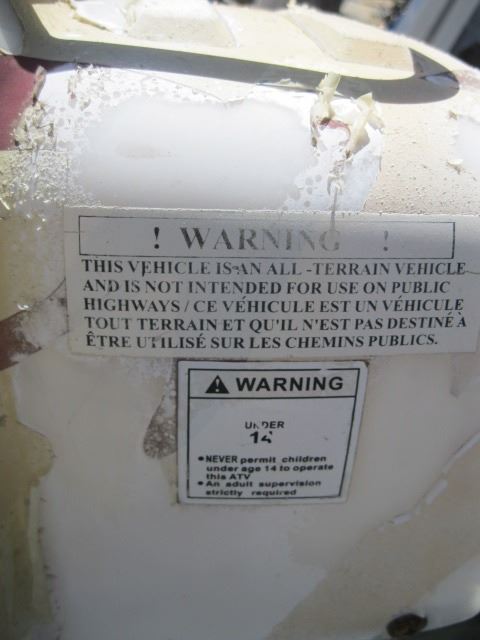 ! WARNING !
THIS VEHICLE IS AN ALL -TERRAIN VEHICLE
AND IS NOT INTENDED FOR USE ON PUBLIC
HIGHWAYS / CE VÉHICULE EST UN VÉHICULE
TOUT TERRAIN ET QU'IL N'EST PAS DESTINÉ À
ÊTRE UTILISÉ SUR LES CHEMINS PUBLICS.
WARNING
UNDER
14
• NEVER permit children
under age 14 to operate
this ATV
• An adult supervision
strictly required